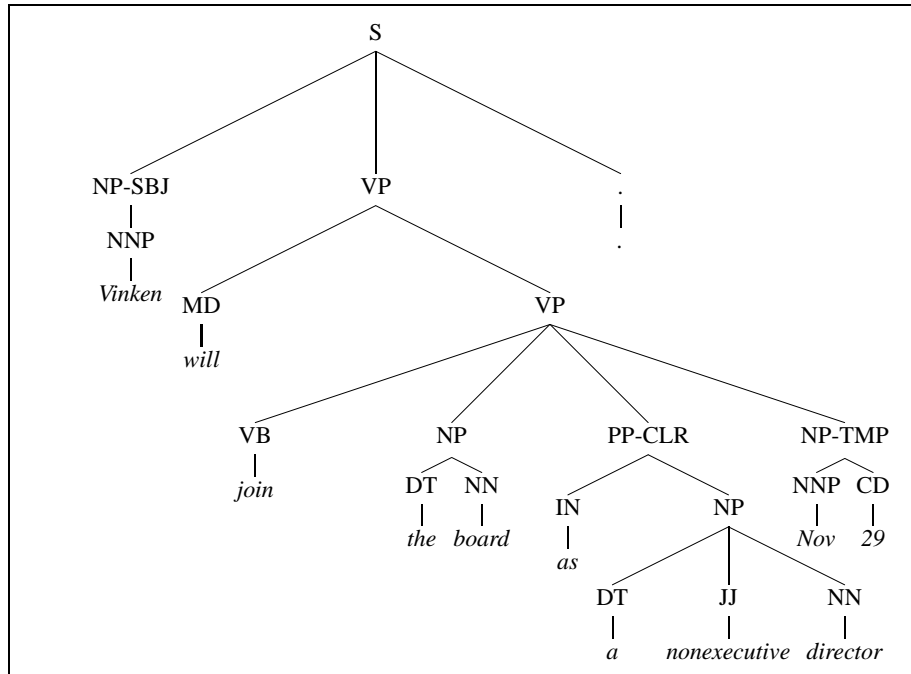 S
NP-SBJ VP .
NNP .
Vinken MD VP
will
VB NP PP-CLR NP-TMP
join DT NN IN NP NNP CD
the board as Nov 29
DT JJ NN
a nonexecutive director